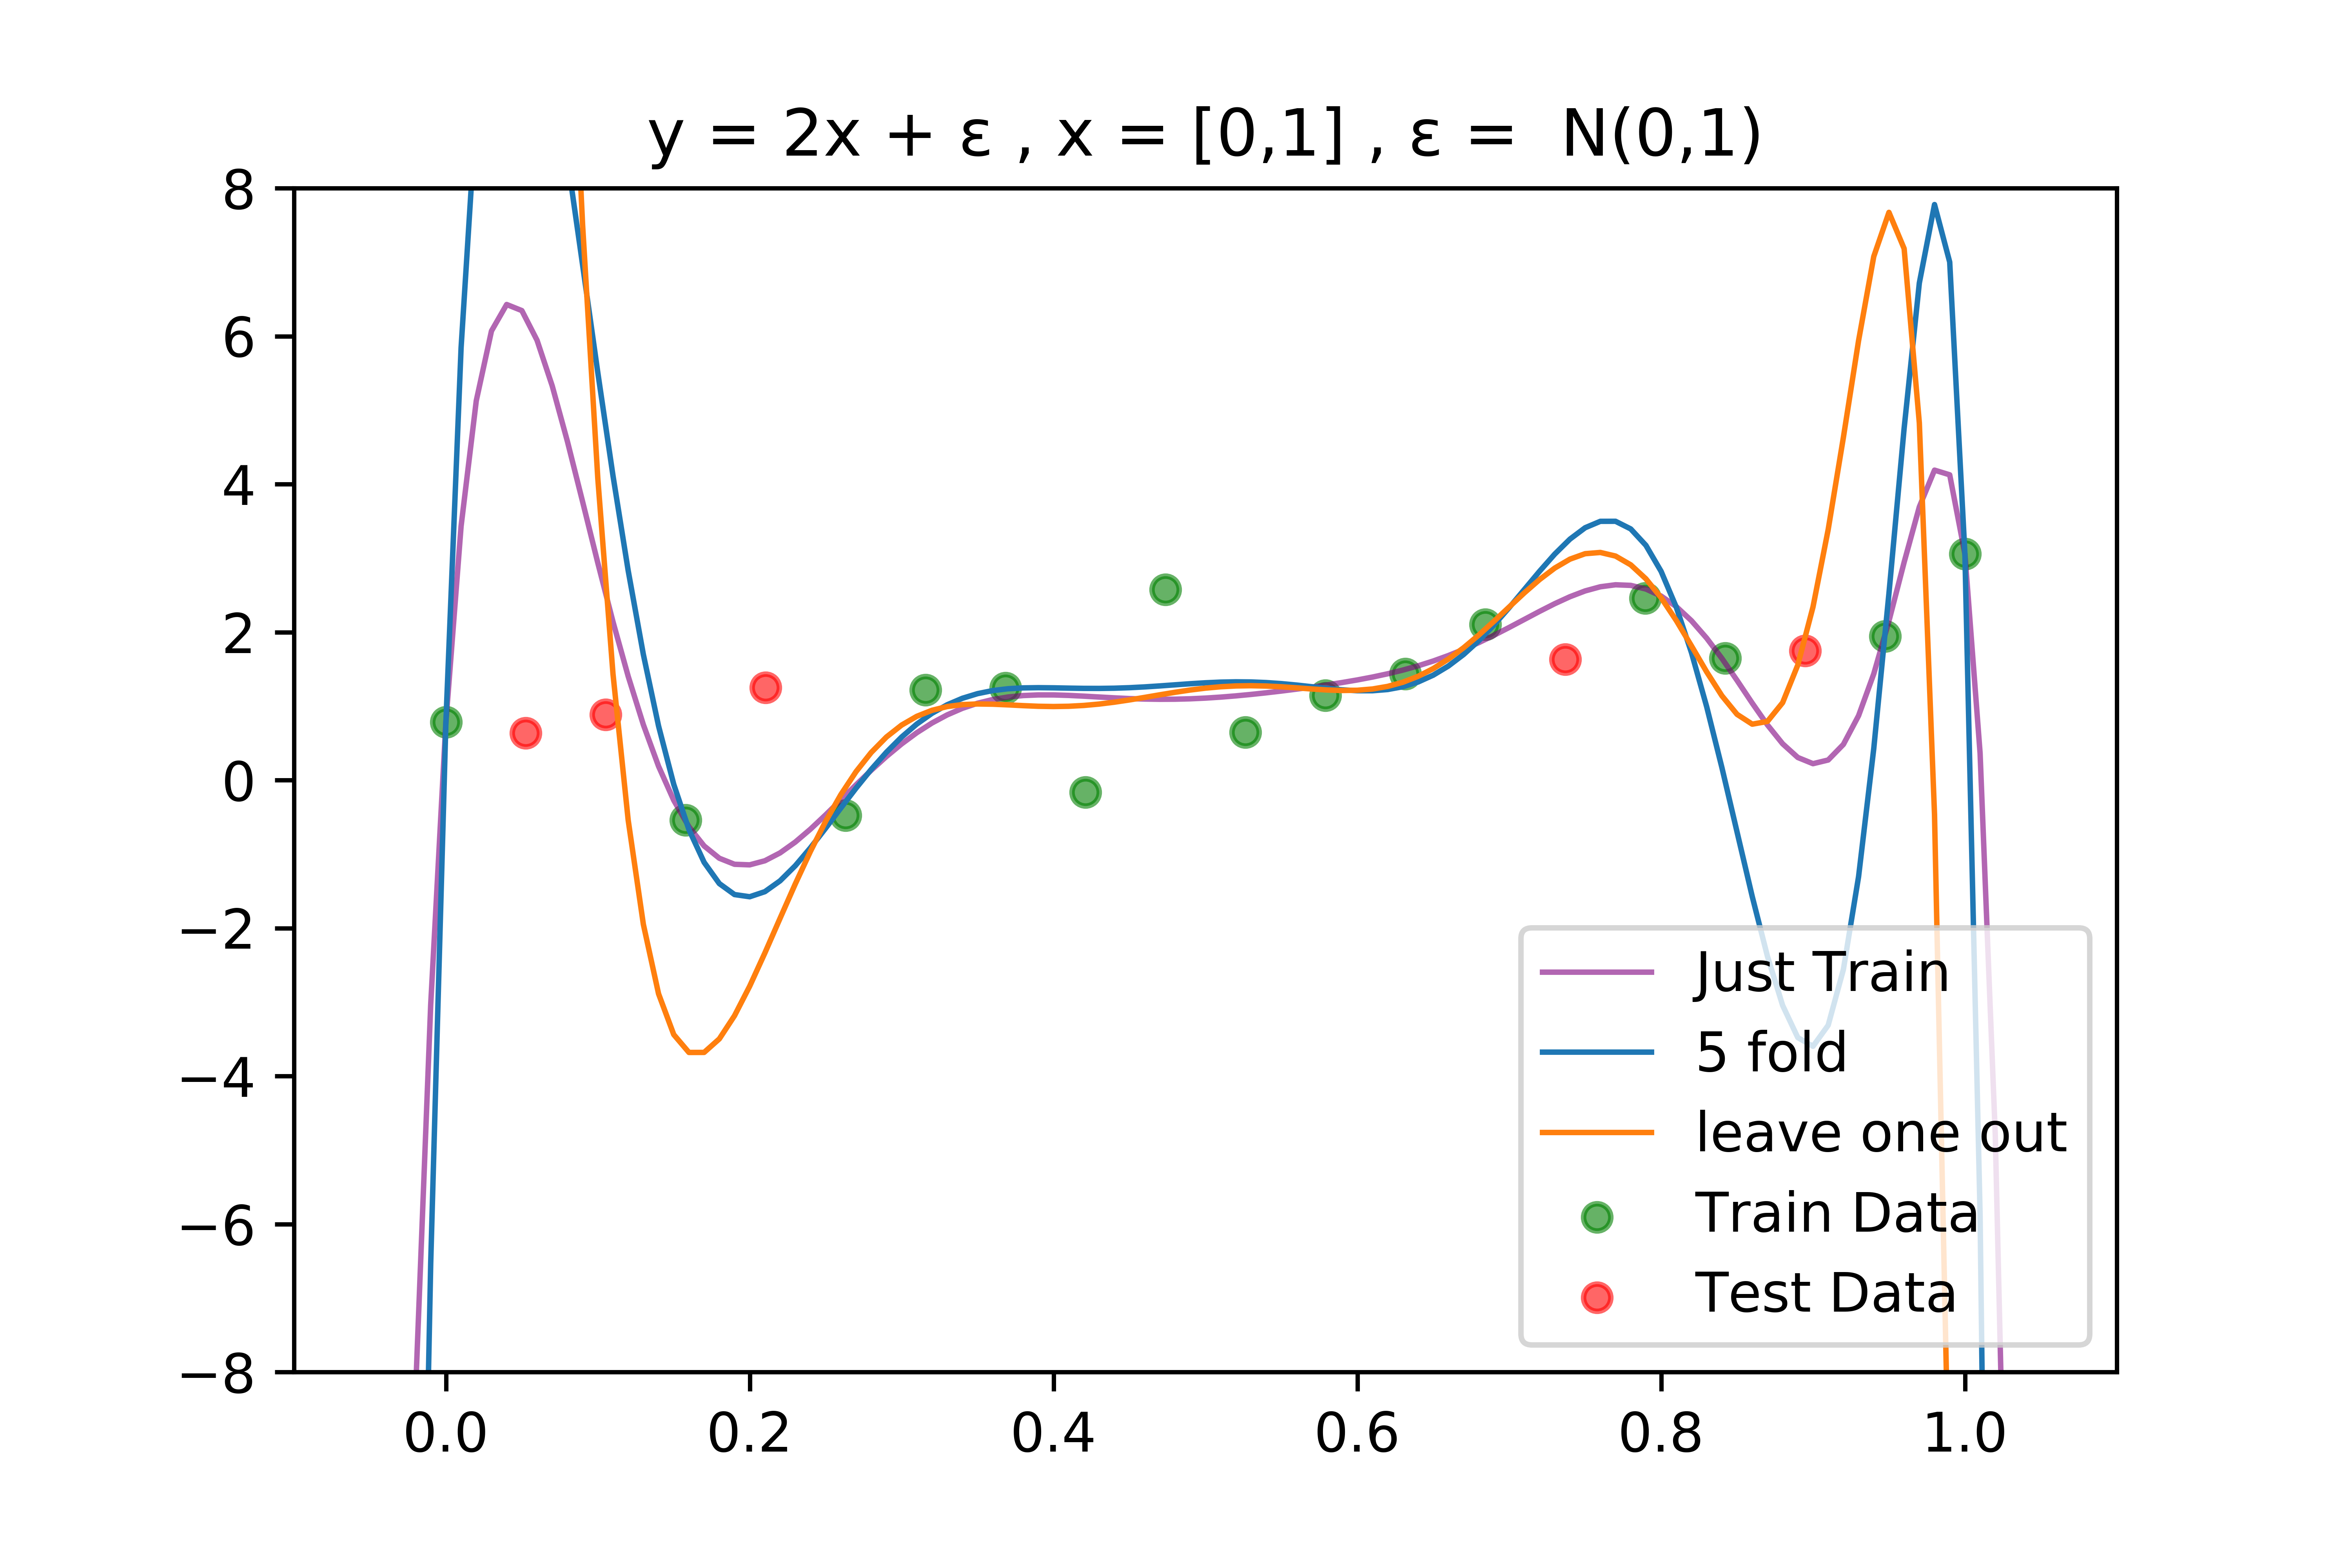 y = 2x + ε , x = [0,1] , ε =  N(0,1)
8
6
4
2
0
−2
−4
−6
−8
0.0 0.2 0.4 0.6 0.8 1.0
Just Train
5 fold
leave one out
Train Data
Test Data